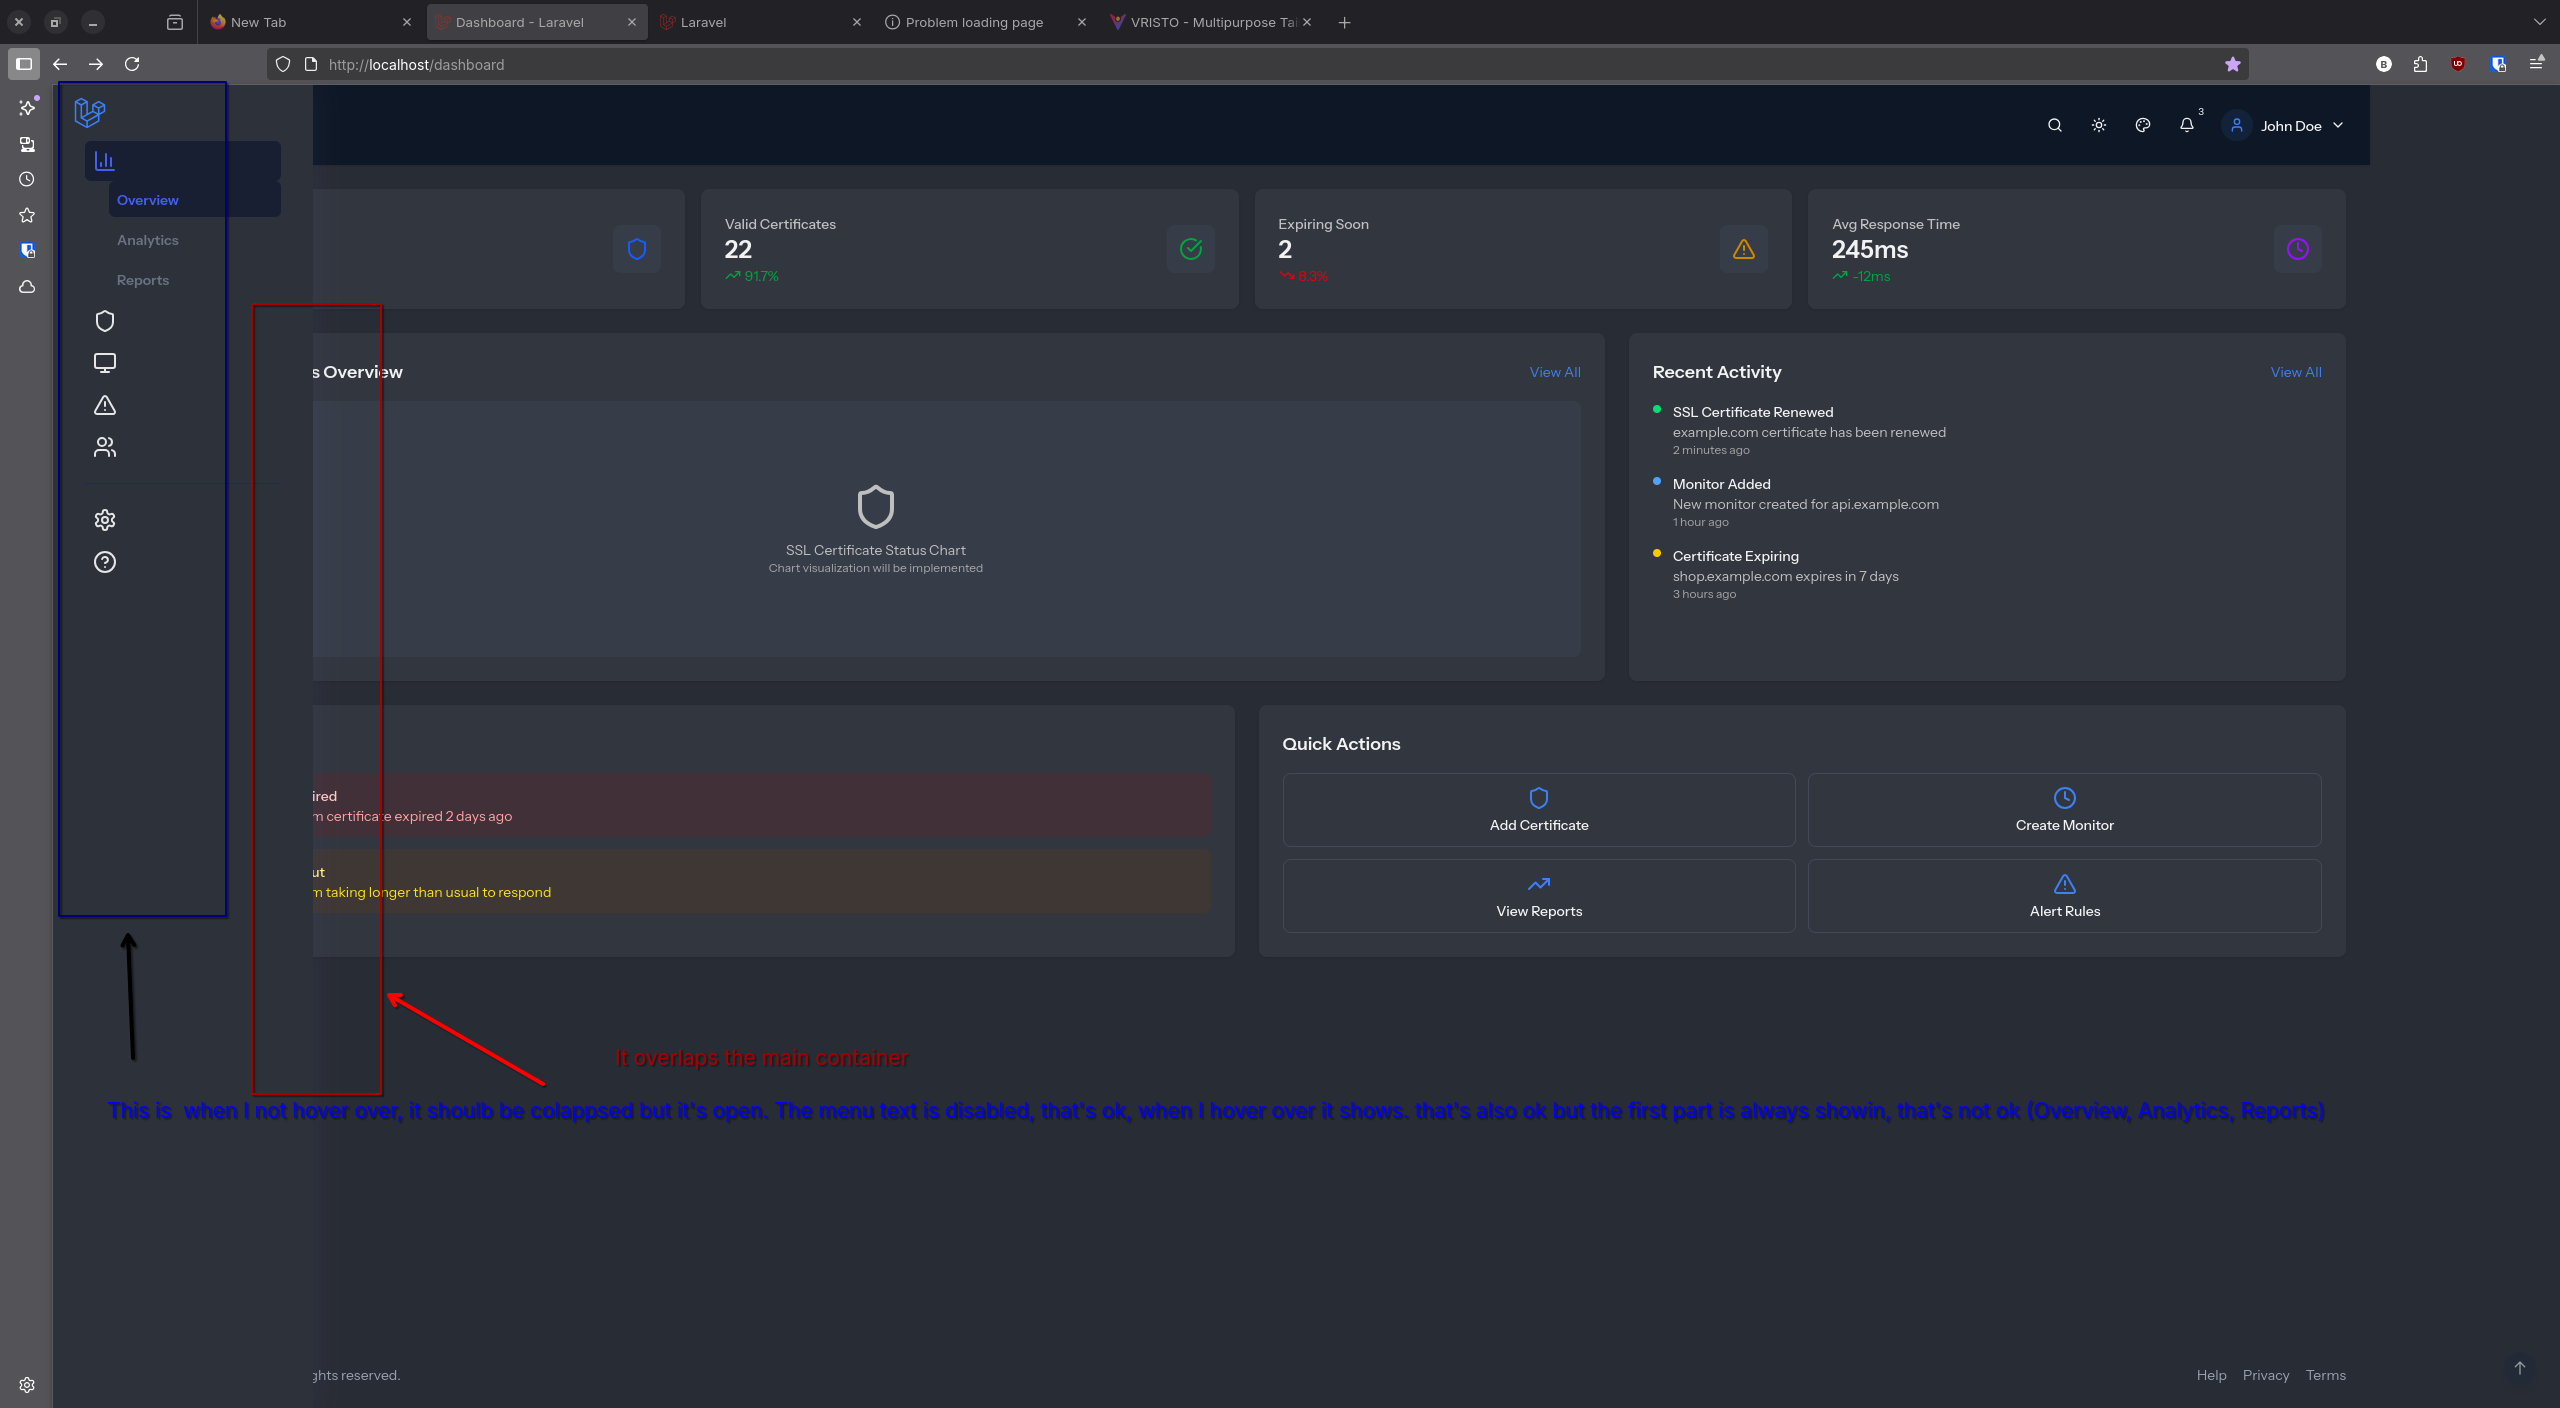 New Tab
Dashboard - Laravel
Laravel
Problem loading page
VRISTO - Multipurpose Tai
http://localhost/dashboard
B
UD
3
John Doe
Overview
Analytics
Reports
Valid Certificates
22
91.7%
Expiring Soon
2
8.3%
Avg Response Time
245ms
-12ms
s Overview
View All
SSL Certificate Status Chart
Chart visualization will be implemented
Recent Activity
View All
SSL Certificate Renewed
example.com certificate has been renewed
2 minutes ago
Monitor Added
New monitor created for api.example.com
1 hour ago
Certificate Expiring
shop.example.com expires in 7 days
3 hours ago
ired
m certificate expired 2 days ago
ut
m taking longer than usual to respond
Quick Actions
Add Certificate
Create Monitor
View Reports
Alert Rules
It overlaps the main container
This is  when I not hover over, it shoulb be colappsed but it's open. The menu text is disabled, that's ok, when I hover over it shows. that's also ok but the first part is always showin, that's not ok (Overview, Analytics, Reports)
ghts reserved.
Help
Privacy
Terms